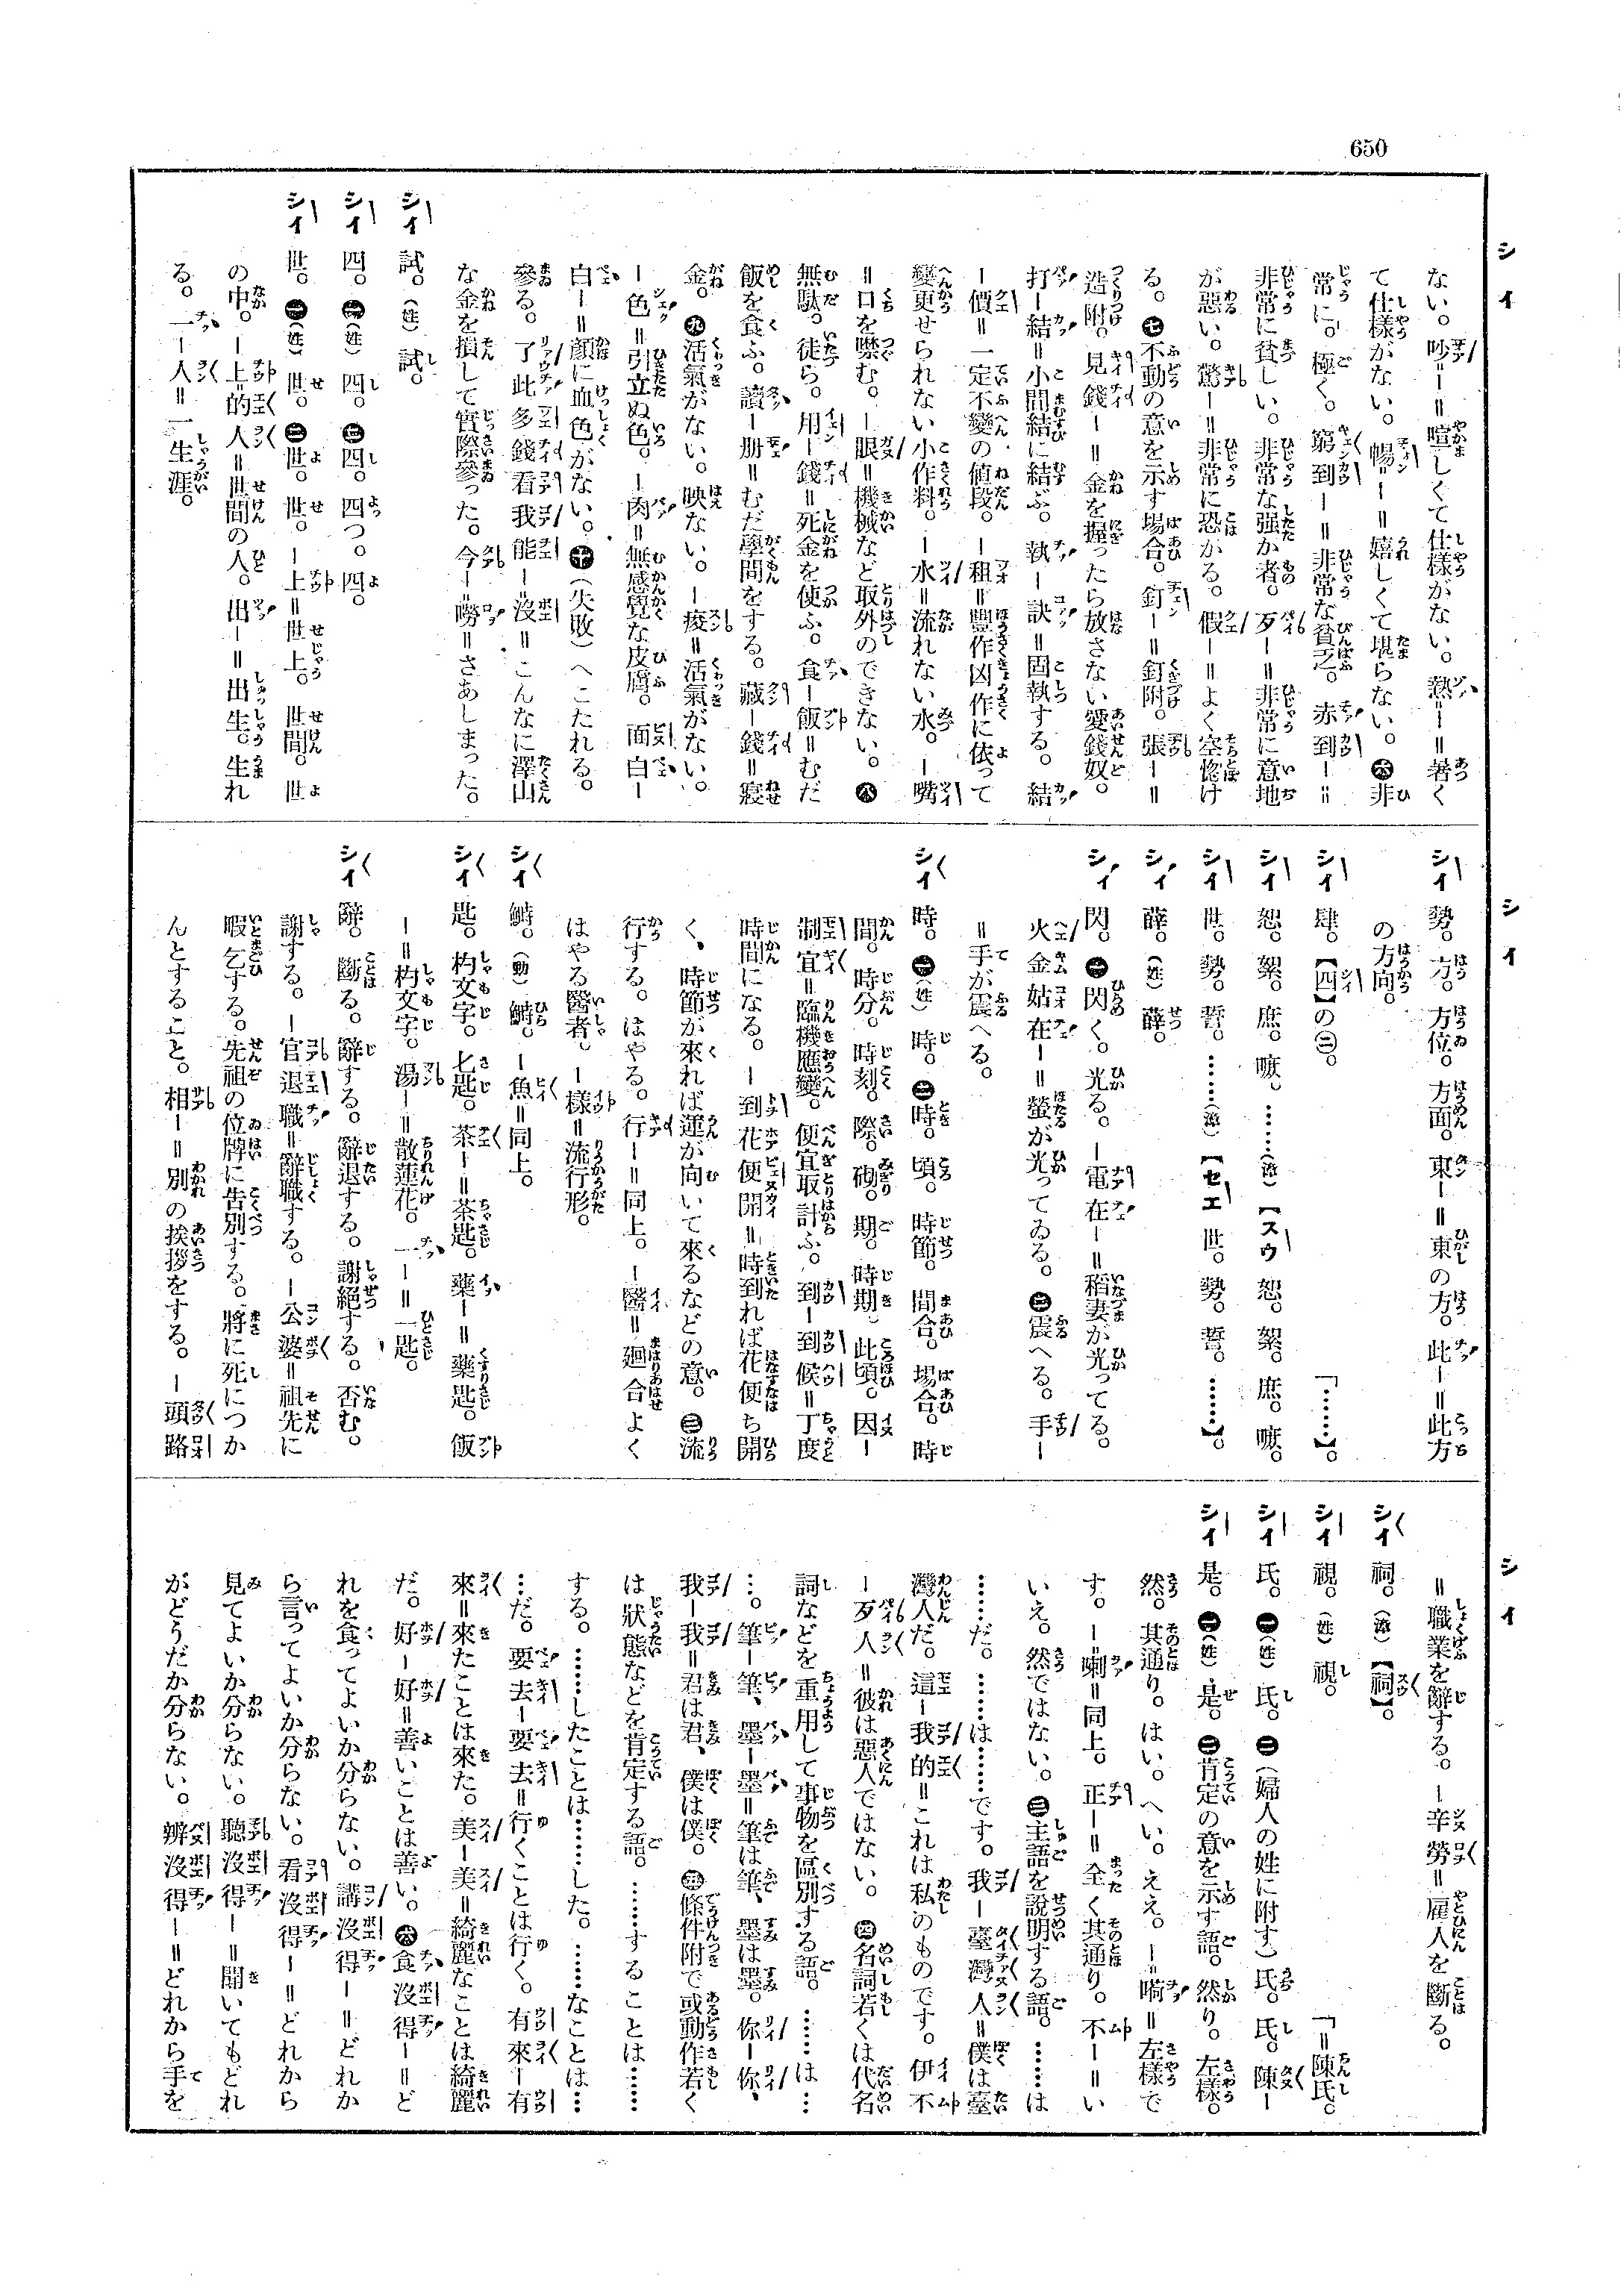 650
シイ
ない。吵ー＝喧しくて仕樣がない。熱ー＝暑く
て仕樣がない。暢ー＝嬉しくて堪らない。㊅非
常に。極く。窮到ー＝非常な貧乏。赤到ー＝
非常に貧しい。非常な强か者。歹ー＝非常に意地
が惡い。驚ー＝非常に恐かる。假ー＝よく空惚け
る。㊆不動の意を示す場合。釘ー＝釘附。張ー＝
造附。見錢ー＝金を握ったら放さない愛錢奴。
打ー結＝小間結に結ぶ。執ー訣＝固執する。結
ー價＝一定不變の値段。ー租＝豐作凶作に依って
變更せられない小作料。ー水＝流れない水。ー嘴
＝口を噤む。ー眼＝機械など取外のできない。㊇
無駄。徒ら。用ー錢＝死金を使ふ。食ー飯＝むだ
飯を食ふ。讀ー册＝むだ學問をする。藏ー錢＝寢
金。㊈活氣がない。映ない。ー痠＝活氣がない。
ー色＝引立ぬ色。ー肉＝無感覺な皮膚。面白ー
白ー＝顏に血色がない。㊉（失敗）へこたれる。
參る。了此多錢看我能ー沒＝こんなに澤山
な金を損して實際參った。今ー嘮＝さあしまった。
シイ 試。（姓）試。
シイ 四。㊀（姓）四。㊁四。四つ。四。
シイ 世。㊀（姓）世。㊁世。世。ー上＝世上。世間。世
の中。ー上的人＝世間の人。出ー＝出生。生れ
る。一ー人＝一生涯。
シイ
シイ 勢。方。方位。方面。東ー＝東の方。此ー＝此方
の方向。
シイ 肆。【四】の㊁。「……】。
シイ 恕。絮。庶。嗾。……（漳）【スウ 恕。絮。庶。嗾。
シイ 世。勢。誓。……（漳）【セエ 世。勢。誓。……】。
シィ 薛。（姓）薛。
シィ 閃。㊀閃く。光る。ー電在ー＝稻妻が光ってる。
火金姑在ー＝螢が光ってゐる。㊁震へる。手ー
＝手が震へる。
シイ 時。㊀（姓）時。㊁時。頃。時節。間合。場合。時
間。時分。時刻。際。砌。期。時期。此頃。因ー
制宜＝臨機應變。便宜取計ふ。到ー到候＝丁度
時間になる。ー到花便開＝時到れば花便ち開
く、時節が來れば運が向いて來るなどの意。㊂流
行する。はやる。行ー＝同上。ー醫＝廻合よく
はやる醫者。ー樣＝流行形。
シイ 鰣。（動）鰣。ー魚＝同上。
シイ 匙。杓文字。匕匙。茶ー＝茶匙。藥ー＝藥匙。飯
ー＝杓文字。湯ー＝散蓮花。一ー＝一匙。
シイ 辭。斷る。辭する。辭退する。謝絕する。否む。
謝する。ー官退職＝辭職する。ー公婆＝祖先に
暇乞する。先祖の位牌に告別する。將に死につか
んとすること。相ー＝別の挨拶をする。ー頭路
シイ
＝職業を辭する。ー辛勞＝雇人を斷る。
シイ 祠。（漳）【祠】。
シイ 視。（姓）視。「＝陳氏。
シイ 氏。㊀（姓）氏。㊁（婦人の姓に附す）氏。氏。陳ー
シイ 是。㊀（姓）是。㊁肯定の意を示す語。然り。左樣。
然。其通り。はい。へい。ええ。ー嗬＝左樣で
す。ー喇＝同上。正ー＝全く其通り。不ー＝い
いえ。然ではない。㊂主語を說明する語。……は
……だ。……は……です。我ー臺灣人＝僕は臺
灣人だ。這ー我的＝これは私のものです。伊不
ー歹人＝彼は惡人ではない。㊃名詞若くは代名
詞などを重用して事物を區別する語。……は…
…。筆ー筆、墨ー墨＝筆は筆、墨は墨。你ー你、
我ー我＝君は君、僕は僕。㊄條件附で或動作若く
は狀態などを肯定する語。……することは……
する。……したことは……した。……なことは…
…だ。要去ー要去＝行くことは行く。有來ー有
來＝來たことは來た。美ー美＝綺麗なことは綺麗
だ。好ー好＝善いことは善い。㊅食沒得ー＝ど
れを食ってよいか分らない。講沒得ー＝どれか
ら言ってよいか分らない。看沒得ー＝どれから
見てよいか分らない。聽沒得ー＝聞いてもどれ
がどうだか分らない。辨沒得ー＝どれから手を